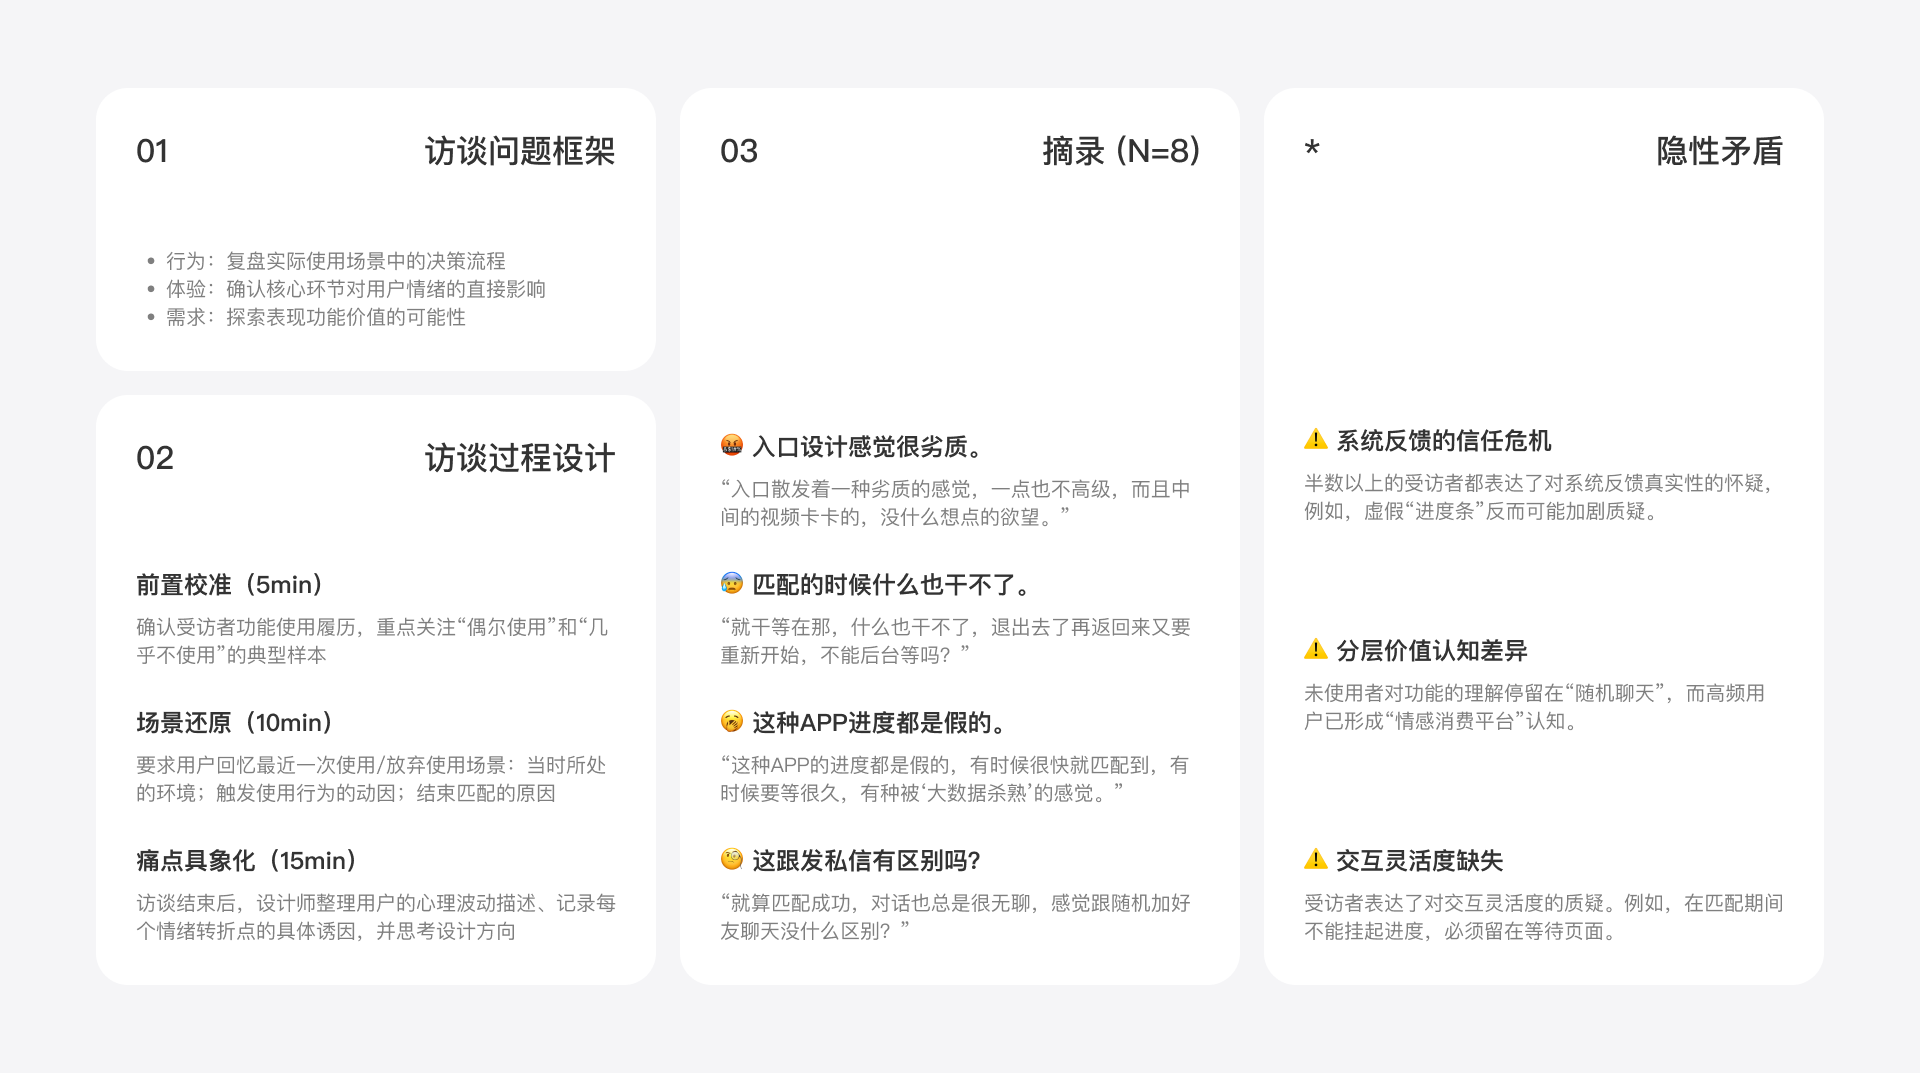 01
访谈问题框架
• 行为：复盘实际使用场景中的决策流程
• 体验：确认核心环节对用户情绪的直接影响
• 需求：探索表现功能价值的可能性
02
访谈过程设计
前置校准（5min）
确认受访者功能使用履历，重点关注“偶尔使用”和“几
乎不使用”的典型样本
场景还原（10min）
要求用户回忆最近一次使用/放弃使用场景：当时所处
的环境；触发使用行为的动因；结束匹配的原因
痛点具象化（15min）
访谈结束后，设计师整理用户的心理波动描述、记录每
个情绪转折点的具体诱因，并思考设计方向
03
摘录 (N=8)
🤬 入口设计感觉很劣质。
“入口散发着一种劣质的感觉，一点也不高级，而且中
间的视频卡卡的，没什么想点的欲望。”
😰 匹配的时候什么也干不了。
“就干等在那，什么也干不了，退出去了再返回来又要
重新开始，不能后台等吗？”
🥱 这种APP进度都是假的。
“这种APP的进度都是假的，有时候很快就匹配到，有
时候要等很久，有种被‘大数据杀熟’的感觉。”
🧐 这跟发私信有区别吗?
“就算匹配成功，对话也总是很无聊，感觉跟随机加好
友聊天没什么区别？”
*
隐性矛盾
⚠️ 系统反馈的信任危机
半数以上的受访者都表达了对系统反馈真实性的怀疑，
例如，虚假“进度条”反而可能加剧质疑。
⚠️ 分层价值认知差异
未使用者对功能的理解停留在“随机聊天”，而高频用
户已形成“情感消费平台”认知。
⚠️ 交互灵活度缺失
受访者表达了对交互灵活度的质疑。例如，在匹配期间
不能挂起进度，必须留在等待页面。